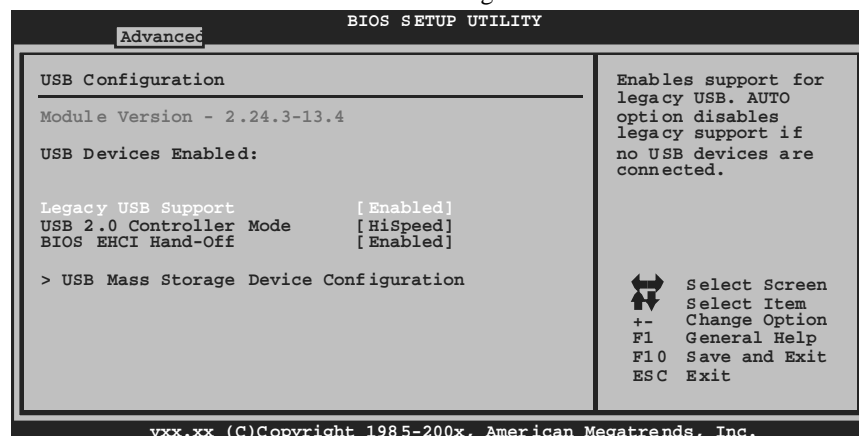 BIOS SETUP UTILITY
Advanced
USB Configuration
Module Version - 2.24.3-13.4
USB Devices Enabled:
Legacy USB Support [Enabled]
USB 2.0 Controller Mode [HiSpeed]
BIOS EHCI Hand-Off [Enabled]
> USB Mass Storage Device Configuration
Enables support for
legacy USB. AUTO
option disables
legacy support if
no USB devices are
connected.
Select Screen
Select Item
+- Change Option
F1 General Help
F10 Save and Exit
ESC Exit
vxx.xx (C)Copyright 1985-200x, American Megatrends, Inc.